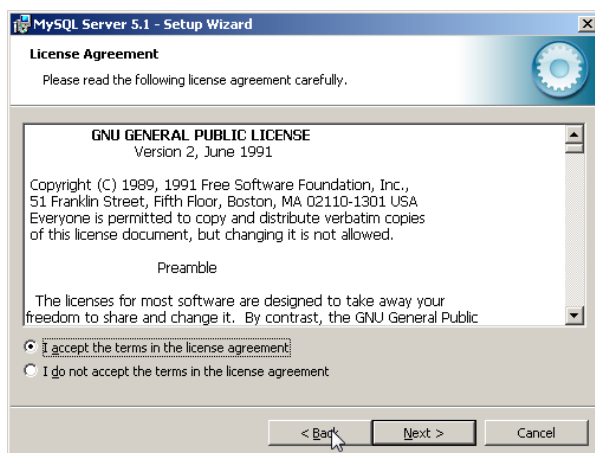 MySQL Server 5.1 - Setup Wizard
License Agreement
Please read the following license agreement carefully.
GNU GENERAL PUBLIC LICENSE
Version 2, June 1991
Copyright (C) 1989, 1991 Free Software Foundation, Inc.,
51 Franklin Street, Fifth Floor, Boston, MA 02110-1301 USA
Everyone is permitted to copy and distribute verbatim copies
of this license document, but changing it is not allowed.
Preamble
The licenses for most software are designed to take away your
freedom to share and change it. By contrast, the GNU General Public
I accept the terms in the license agreement
I do not accept the terms in the license agreement
< Back Next > Cancel